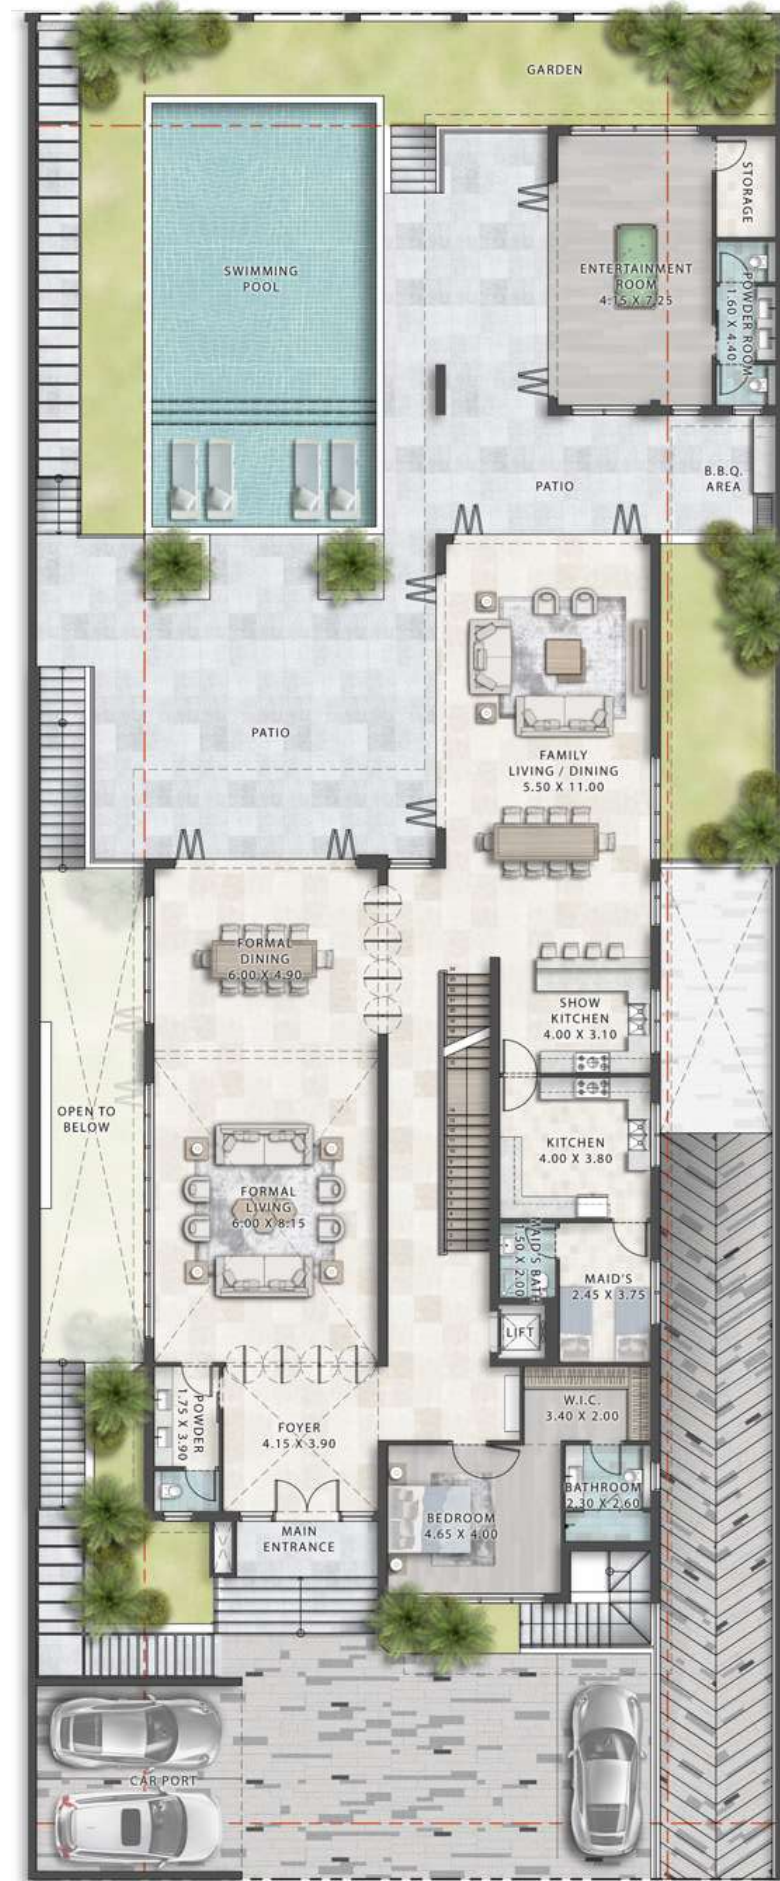 GARDEN
STORAGE
SWIMMING
POOL
ENTERTAINMENT
ROOM
4.15 X 7.25
POWDER ROOM
1.60 X 4.40
PATIO
B.B.Q.
AREA
PATIO
FAMILY
LIVING / DINING
5.50 X 11.00
FORMAL
DINING
6.00 X 4.90
SHOW
KITCHEN
4.00 X 3.10
OPEN TO
BELOW
KITCHEN
4.00 X 3.80
FORMAL
LIVING
6.00 X 8.15
MAID'S BATH
1.50 X 2.00
MAID'S
2.45 X 3.75
LIFT
POWDER
1.75 X 3.90
W.I.C.
3.40 X 2.00
FOYER
4.15 X 3.90
BATHROOM
2.30 X 2.60
BEDROOM
4.65 X 4.00
MAIN
ENTRANCE
CAR PORT